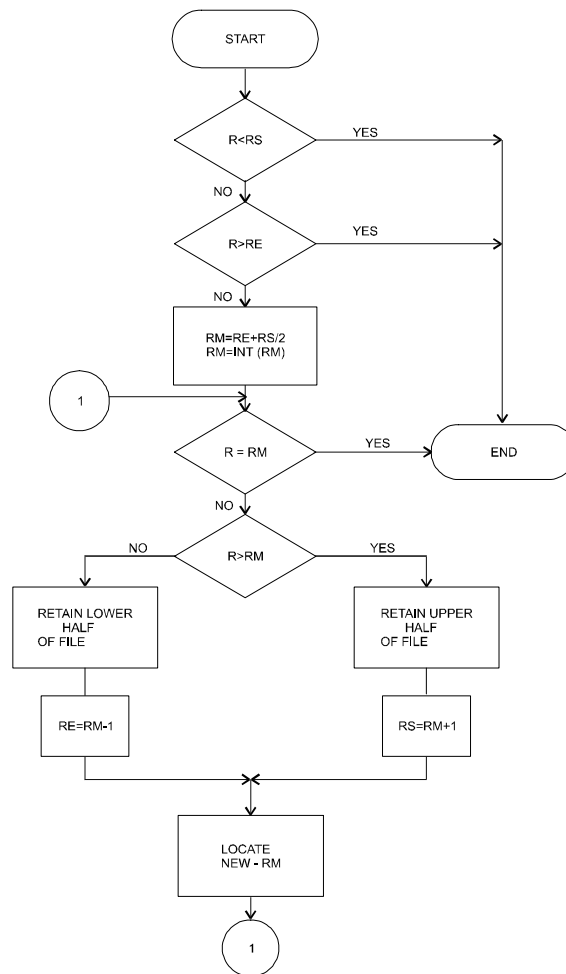 START
R<RS
YES
NO
R>RE
YES
NO
RM=RE+RS/2
RM=INT (RM)
1
R = RM
YES
END
NO
NO
R>RM
YES
RETAIN LOWER
HALF
OF FILE
RETAIN UPPER
HALF
OF FILE
RE=RM-1
RS=RM+1
LOCATE
NEW - RM
1